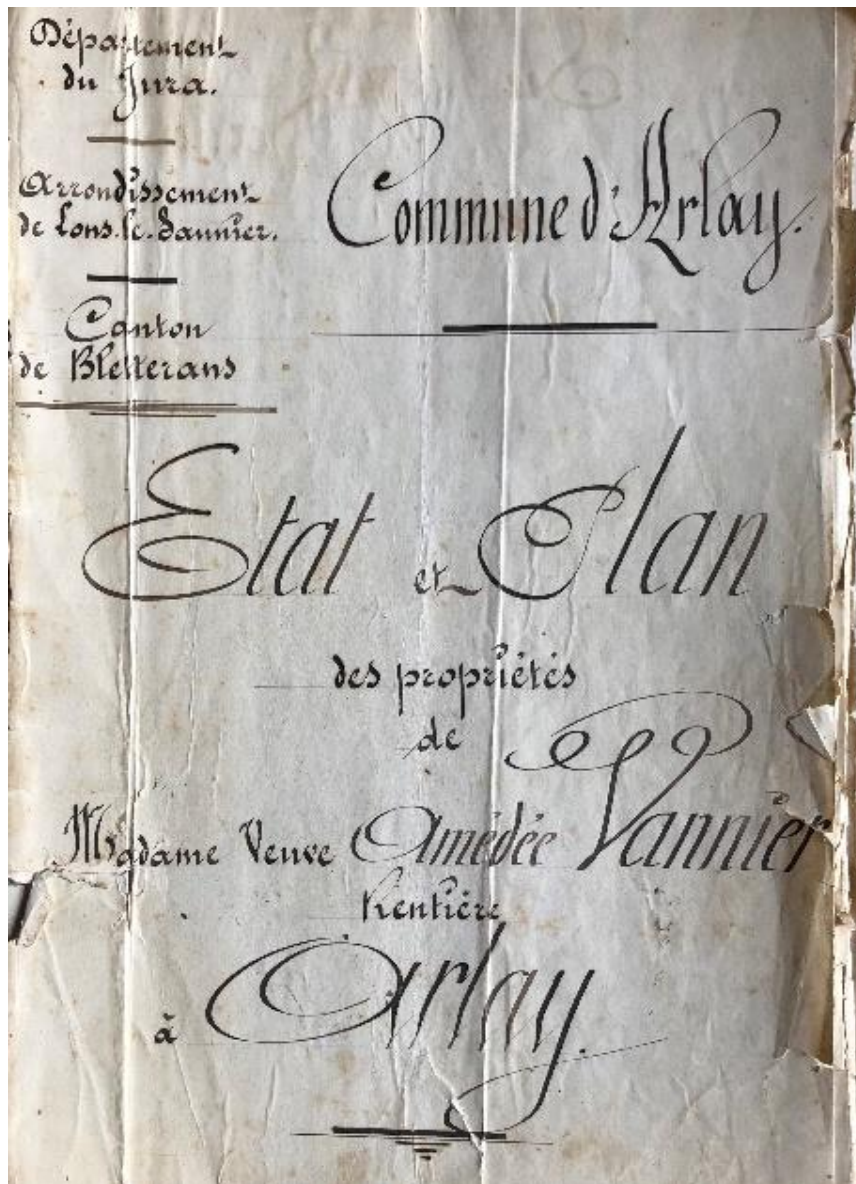 Département
du Jura.
Arrondissement
de Lons-le-Saunier.
Canton
de Bletterans
Commune d'Arlay.
Etat et Plan
des propriétés
de
Madame Veuve Amédée Vannier
Rentière
à Arlay.